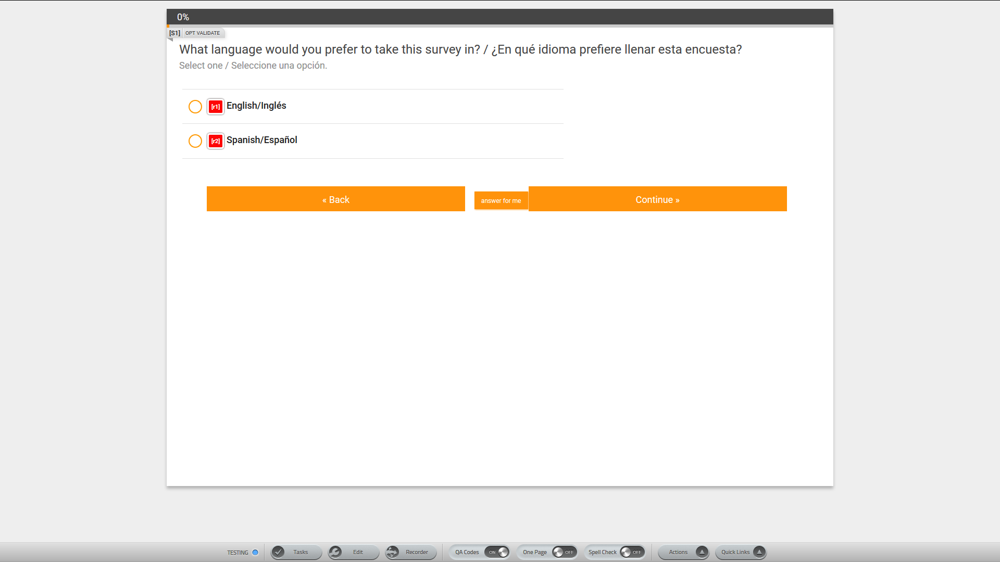 0%
[S1] OPT VALIDATE
What language would you prefer to take this survey in? / ¿En qué idioma prefiere llenar esta encuesta?
Select one / Seleccione una opción.
[r1] English/Inglés
[r2] Spanish/Español
« Back answer for me Continue »
TESTING Tasks Edit Recorder QA Codes ON One Page OFF Spell Check OFF Actions Quick Links